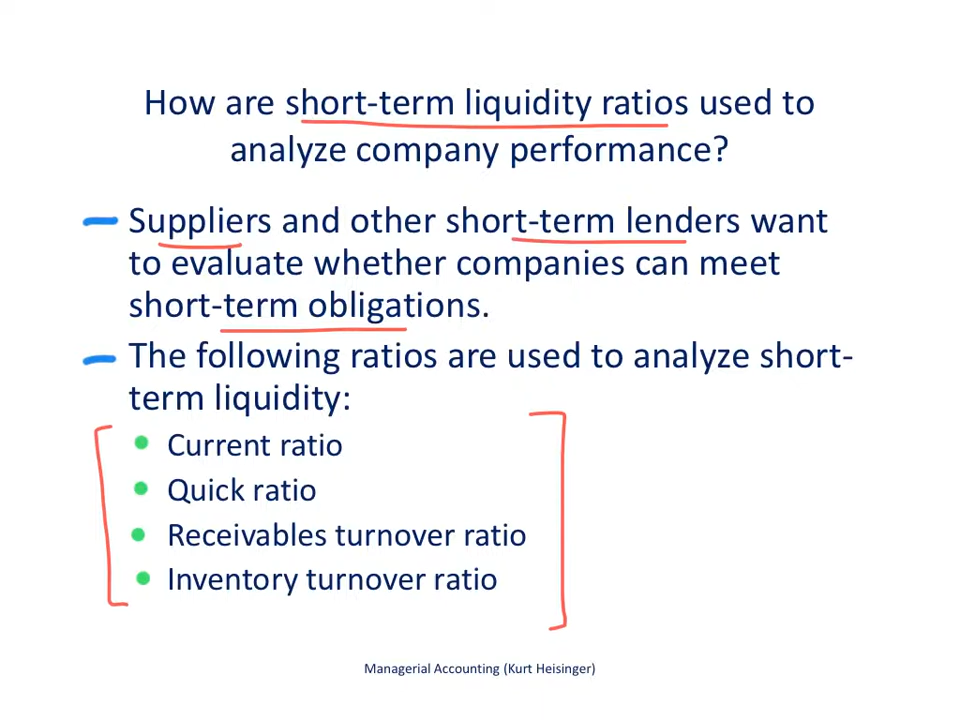 How are short-term liquidity ratios used to
analyze company performance?
Suppliers and other short-term lenders want
to evaluate whether companies can meet
short-term obligations.
The following ratios are used to analyze short-
term liquidity:
Current ratio
Quick ratio
Receivables turnover ratio
Inventory turnover ratio
Managerial Accounting (Kurt Heisinger)